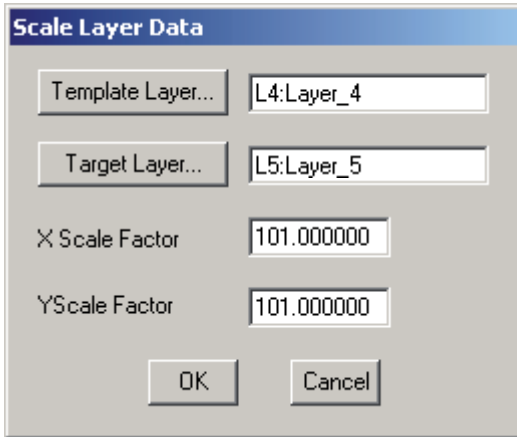 Scale Layer Data
Template Layer... L4:Layer_4
Target Layer... L5:Layer_5
X Scale Factor 101.000000
YScale Factor 101.000000
OK Cancel